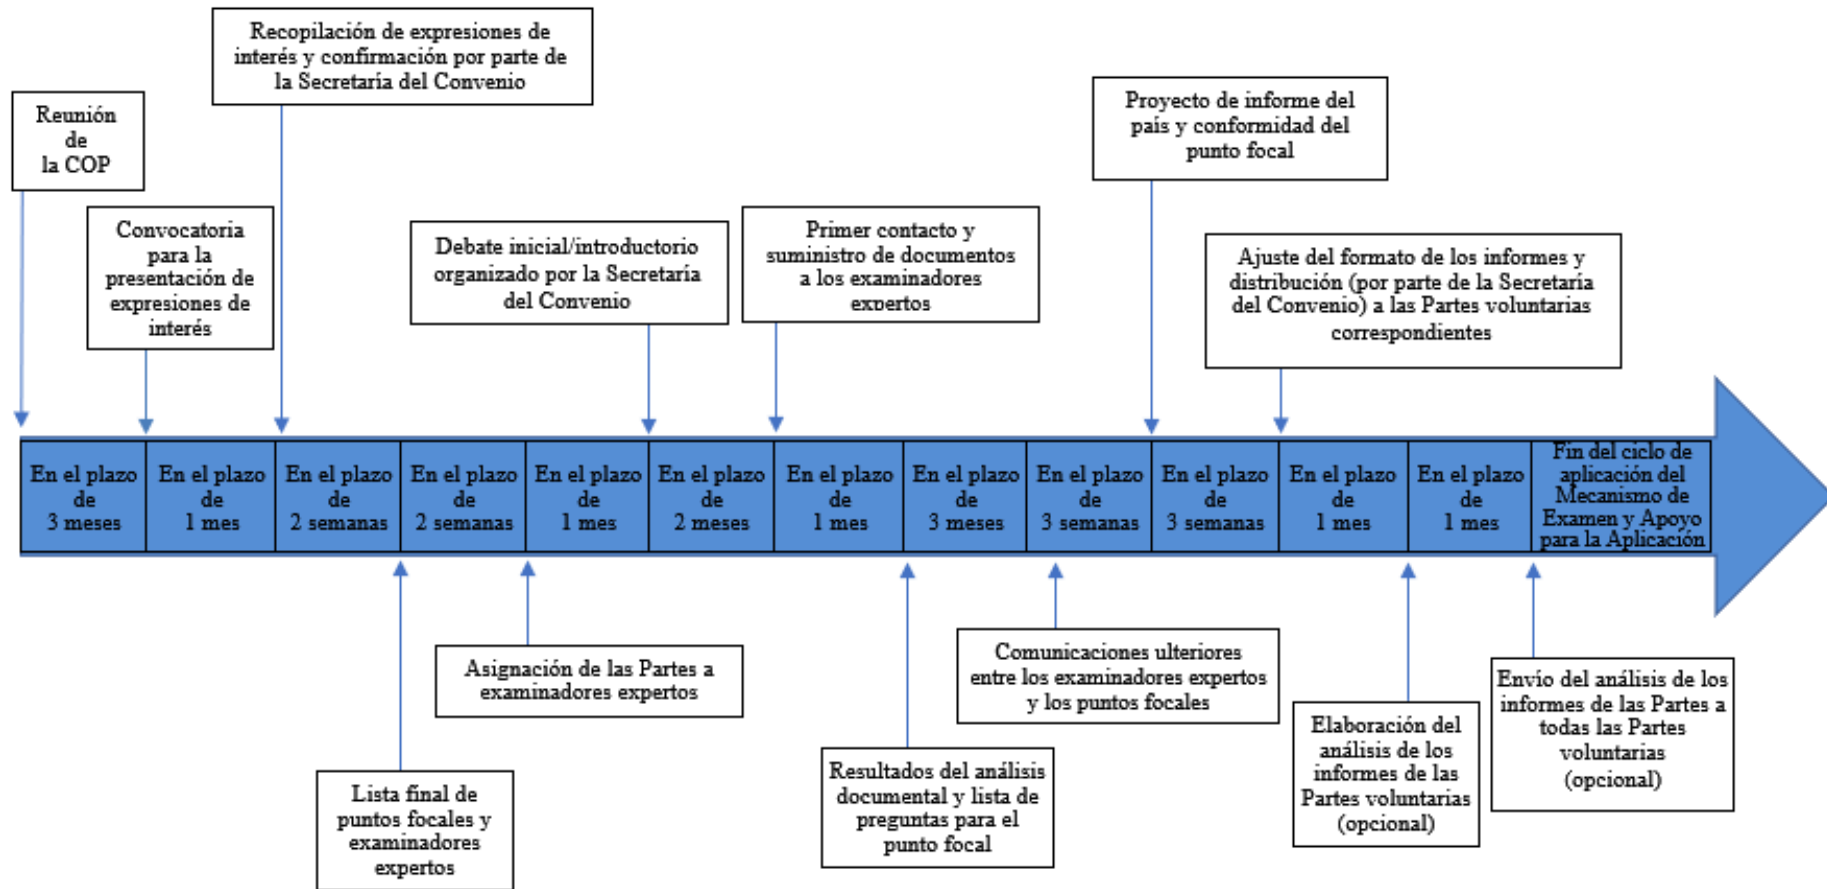 Recopilación de expresiones de
interés y confirmación por parte de
la Secretaría del Convenio
Reunión
de
la COP
Proyecto de informe del
país y conformidad del
punto focal
Convocatoria
para la
presentación de
expresiones de
interés
Debate inicial/introductorio
organizado por la Secretaría
del Convenio
Primer contacto y
suministro de documentos
a los examinadores
expertos
Ajuste del formato de los informes y
distribución (por parte de la Secretaría
del Convenio) a las Partes voluntarias
correspondientes
En el plazo
de
3 meses
En el plazo
de
1 mes
En el plazo
de
2 semanas
En el plazo
de
2 semanas
En el plazo
de
1 mes
En el plazo
de
2 meses
En el plazo
de
1 mes
En el plazo
de
3 meses
En el plazo
de
3 semanas
En el plazo
de
3 semanas
En el plazo
de
1 mes
En el plazo
de
1 mes
Fin del ciclo de
aplicación del
Mecanismo de
Examen y Apoyo
para la Aplicación
Lista final de
puntos focales y
examinadores
expertos
Asignación de las Partes a
examinadores expertos
Resultados del análisis
documental y lista de
preguntas para el
punto focal
Comunicaciones ulteriores
entre los examinadores expertos
y los puntos focales
Elaboración del
análisis de los
informes de las
Partes voluntarias
(opcional)
Envío del análisis de los
informes de las Partes a
todas las Partes
voluntarias
(opcional)